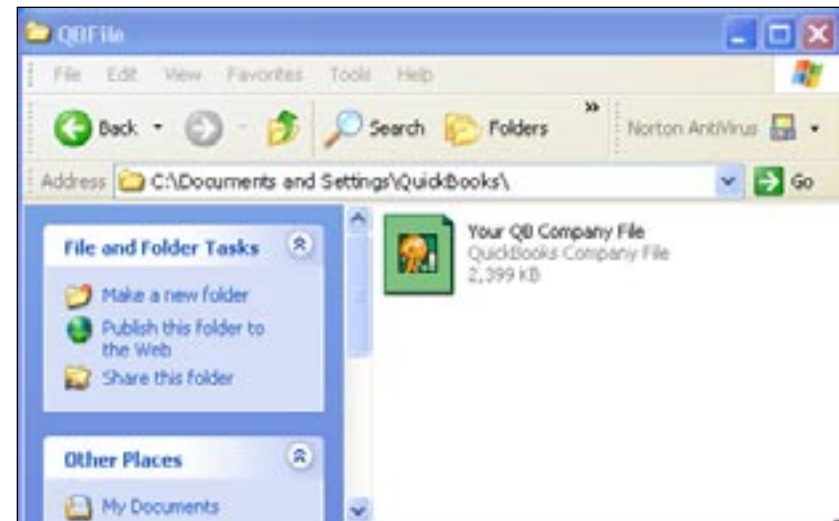 QBFile
File Edit View Favorites Tools Help
Back Search Folders » Norton AntiVirus
Address C:\Documents and Settings\QuickBooks\ Go
File and Folder Tasks
Make a new folder
Publish this folder to
the Web
Share this folder
Other Places
My Documents
Your QB Company File
QuickBooks Company File
2,399 KB